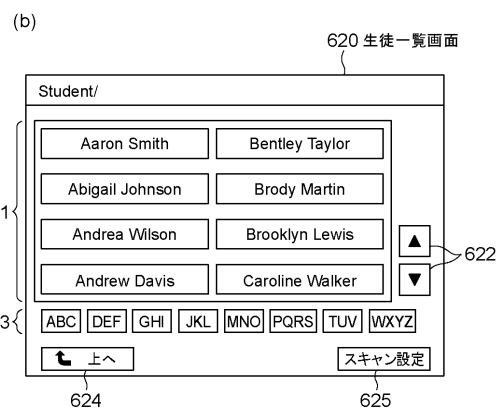 (b)
620 生徒一覧画面
Student/
Aaron Smith Bentley Taylor
Abigail Johnson Brody Martin
1
Andrea Wilson Brooklyn Lewis
▲
622
Andrew Davis Caroline Walker
▼
3 ABC DEF GHI JKL MNO PQRS TUV WXYZ
上へ スキャン設定
624 625